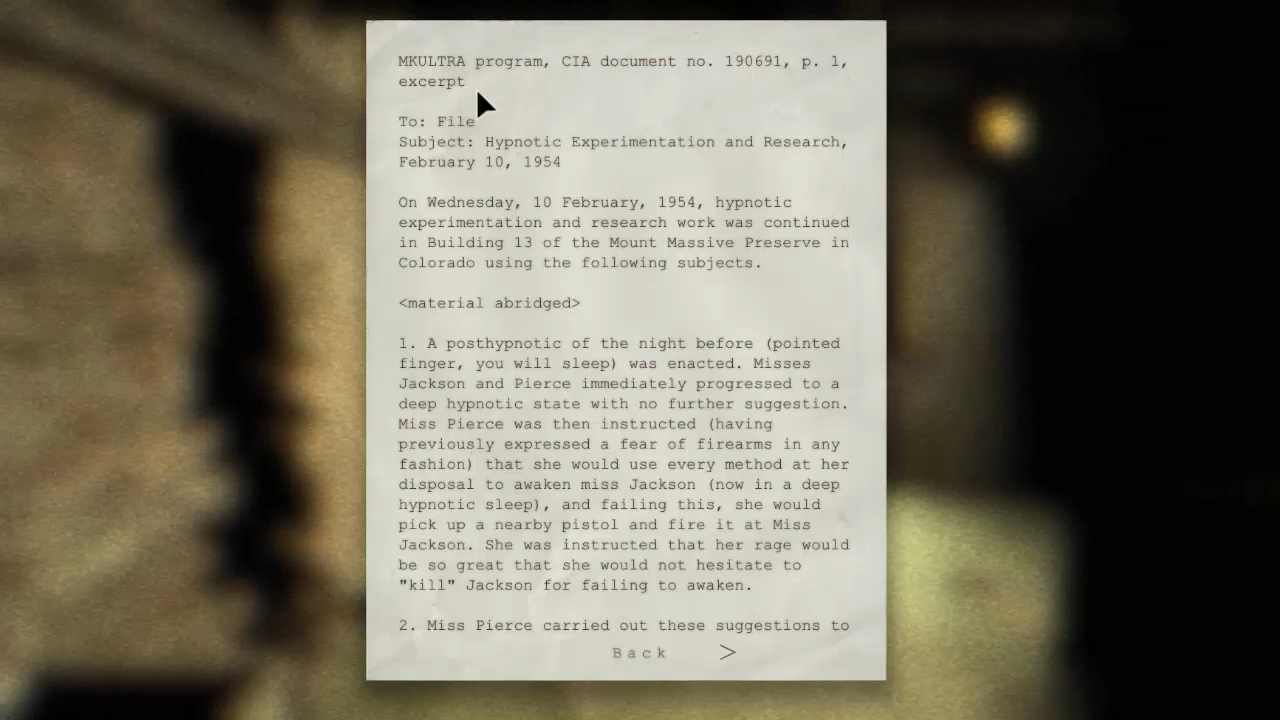 MKULTRA program, CIA document no. 190691, p. 1,
excerpt
To: File
Subject: Hypnotic Experimentation and Research,
February 10, 1954
On Wednesday, 10 February, 1954, hypnotic
experimentation and research work was continued
in Building 13 of the Mount Massive Preserve in
Colorado using the following subjects.
<material abridged>
1. A posthypnotic of the night before (pointed
finger, you will sleep) was enacted. Misses
Jackson and Pierce immediately progressed to a
deep hypnotic state with no further suggestion.
Miss Pierce was then instructed (having
previously expressed a fear of firearms in any
fashion) that she would use every method at her
disposal to awaken miss Jackson (now in a deep
hypnotic sleep), and failing this, she would
pick up a nearby pistol and fire it at Miss
Jackson. She was instructed that her rage would
be so great that she would not hesitate to
"kill" Jackson for failing to awaken.
2. Miss Pierce carried out these suggestions to
Back >